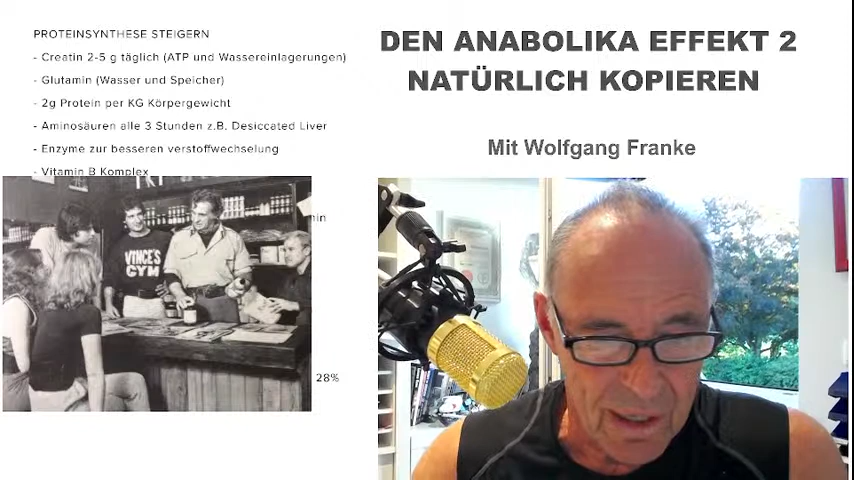 PROTEINSYNTHESE STEIGERN
- Creatin 2-5 g täglich (ATP und Wassereinlagerungen)
- Glutamin (Wasser und Speicher)
- 2g Protein per KG Körpergewicht
- Aminosäuren alle 3 Stunden z.B. Desiccated Liver
- Enzyme zur besseren verstoffwechselung
- Vitamin B Komplex
28%
VINCE'S
GYM
DEN ANABOLIKA EFFEKT 2
NATÜRLICH KOPIEREN
Mit Wolfgang Franke